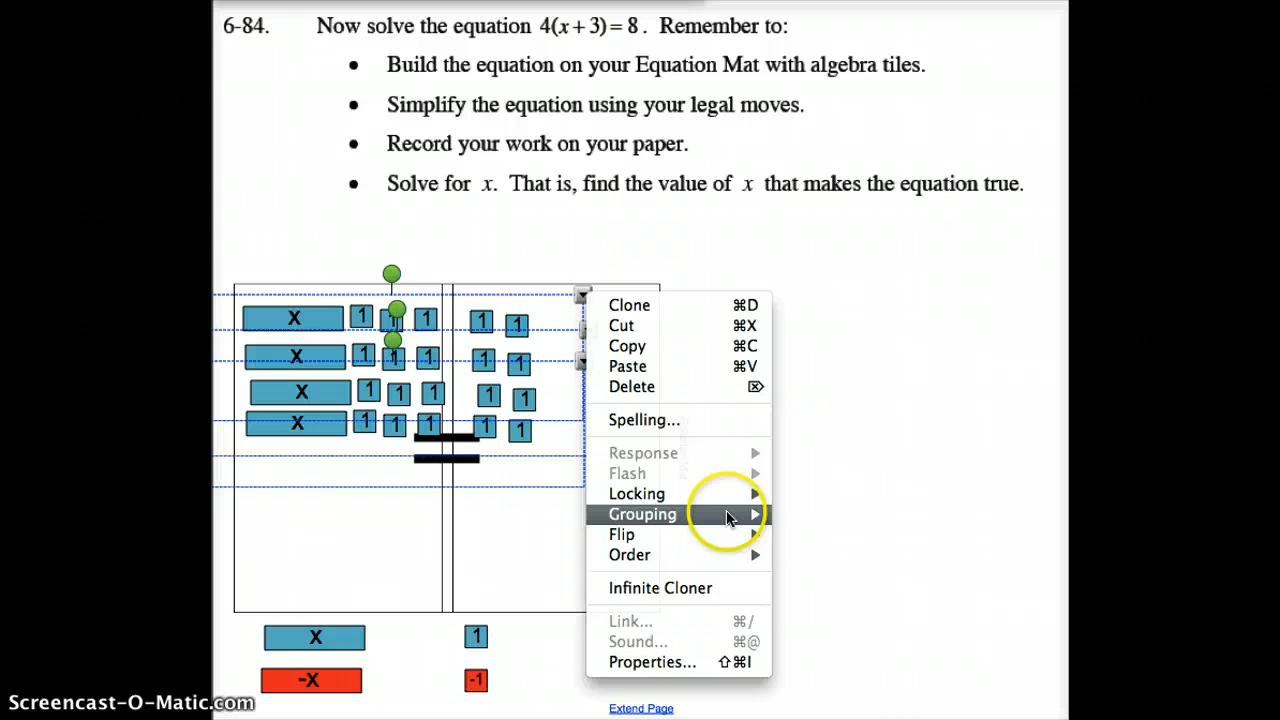 6-84. Now solve the equation 4(x + 3) = 8. Remember to:
• Build the equation on your Equation Mat with algebra tiles.
• Simplify the equation using your legal moves.
• Record your work on your paper.
• Solve for x. That is, find the value of x that makes the equation true.
X 1 1 1 1 1
X 1 1 1 1 1
X 1 1 1 1 1
X 1 1 1 1 1
Clone ⌘D
Cut ⌘X
Copy ⌘C
Paste ⌘V
Delete ⌦
Spelling...
Response
Flash
Locking
Grouping
Flip
Order
Infinite Cloner
Link... ⌘/
Sound... ⌘@
Properties... ⇧⌘I
X 1
-X -1
Extend Page
Screencast-O-Matic.com